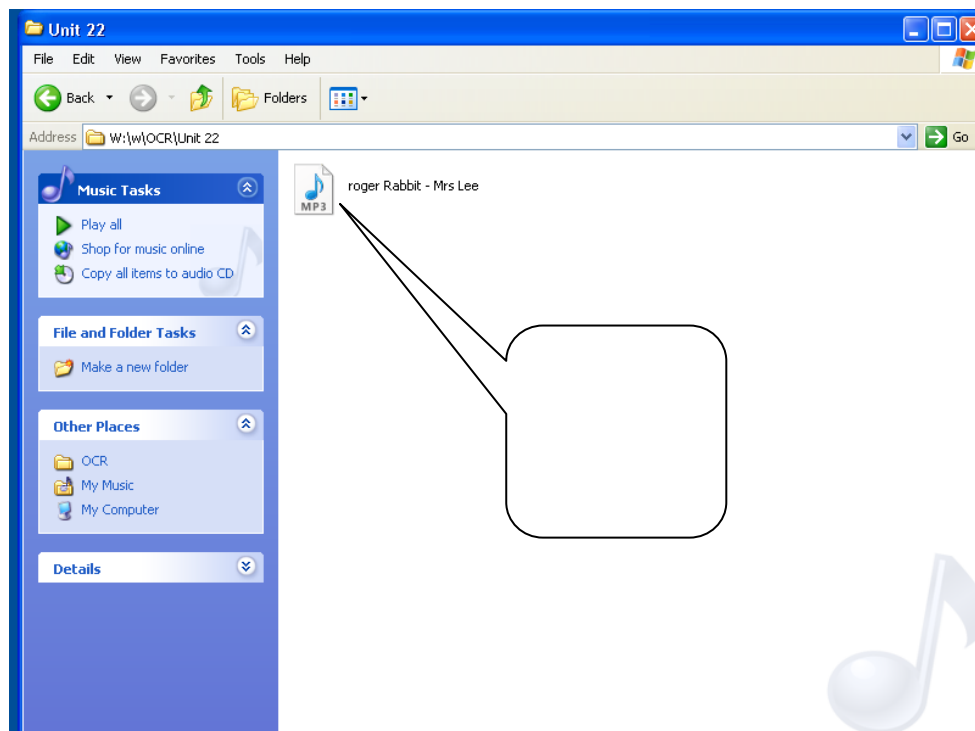 Unit 22
File Edit View Favorites Tools Help
Back Folders
Address W:\w\OCR\Unit 22 Go
Music Tasks
Play all
Shop for music online
Copy all items to audio CD
File and Folder Tasks
Make a new folder
Other Places
OCR
My Music
My Computer
Details
MP3
roger Rabbit - Mrs Lee